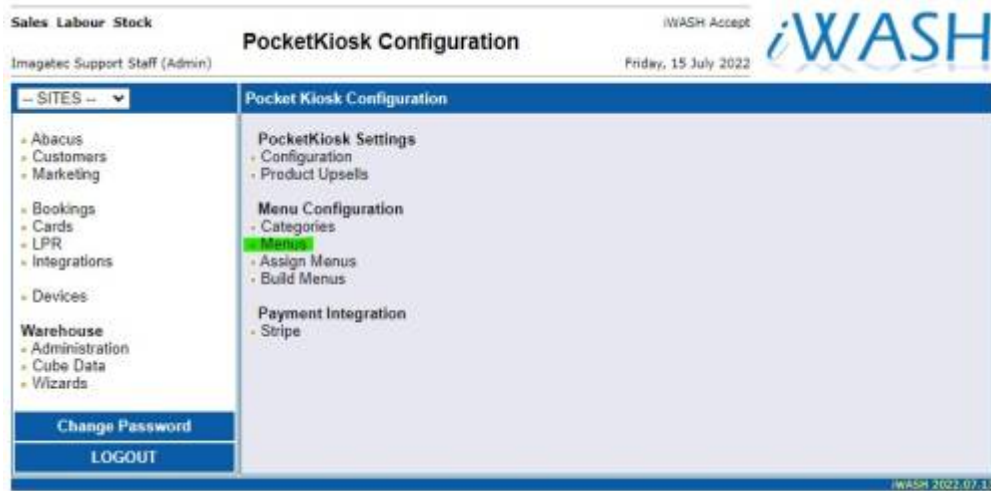 Sales Labour Stock
PocketKiosk Configuration
iWASH Accept
iWASH
Imagatec Support Staff (Admin)
Friday, 15 July 2022
-- SITES --
Pocket Kiosk Configuration
Abacus
Customers
Marketing
Bookings
Cards
LPR
Integrations
Devices
Warehouse
Administration
Cube Data
Wizards
Change Password
LOGOUT
PocketKiosk Settings
Configuration
Product Upsells
Menu Configuration
Categories
Menus
Assign Menus
Build Menus
Payment Integration
Stripe
iWASH 2022.07.1